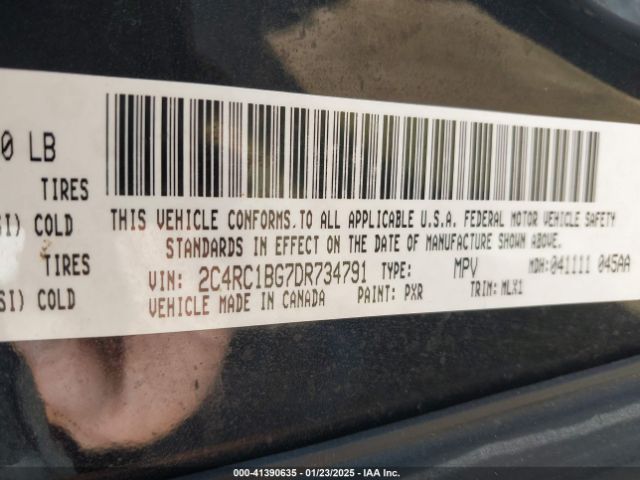 0 LB
TIRES
SI) COLD
TIRES
SI) COLD
THIS VEHICLE CONFORMS TO ALL APPLICABLE U.S.A. FEDERAL MOTOR VEHICLE SAFETY
STANDARDS IN EFFECT ON THE DATE OF MANUFACTURE SHOWN ABOVE.
VIN: 2C4RC1BG7DR734791 TYPE: MPV MDH: 041111 045AA
VEHICLE MADE IN CANADA PAINT: PXR TRIM: MLX1
000-41390635 - 01/23/2025 - IAA Inc.